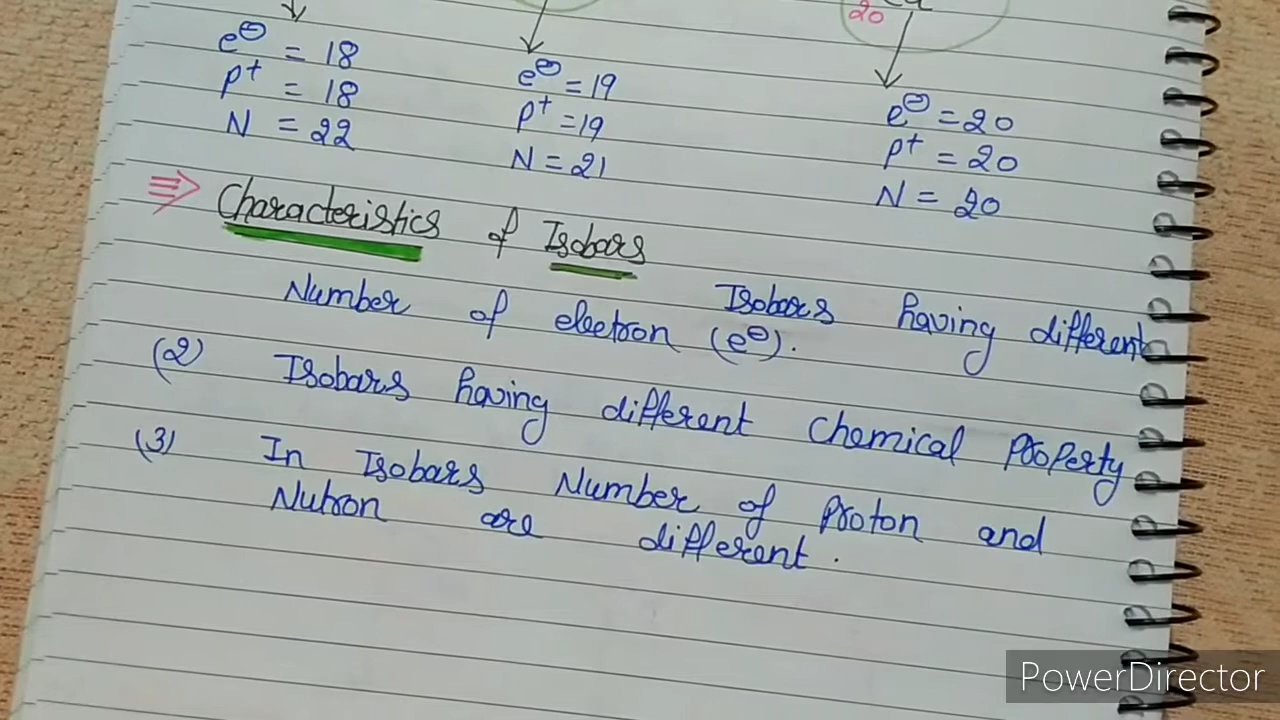 20
e⊖ = 18
p+ = 18
N = 22
e⊖ = 19
p+ = 19
N = 21
e⊖ = 20
p+ = 20
N = 20
⇛ Characteristics of Isobars
Isobars having different
Number of electron (e⊖).
(2) Isobars having different Chemical Property
(3) In Isobars Number of Proton and
Nutron are different.
PowerDirector